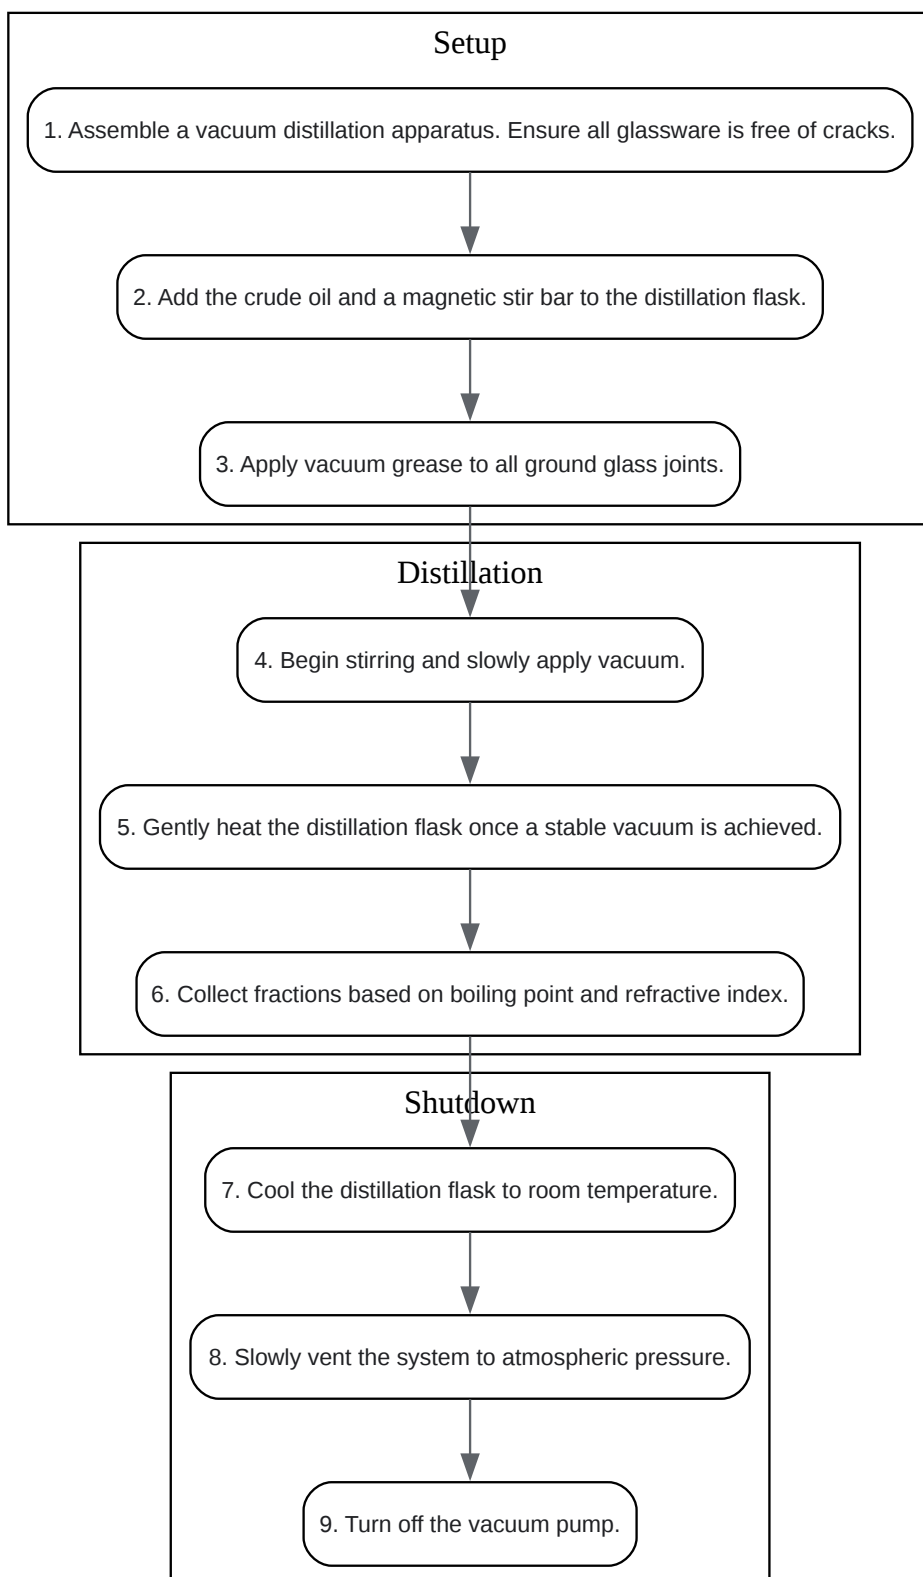 Setup
1. Assemble a vacuum distillation apparatus. Ensure all glassware is free of cracks.
2. Add the crude oil and a magnetic stir bar to the distillation flask.
3. Apply vacuum grease to all ground glass joints.
Distillation
4. Begin stirring and slowly apply vacuum.
5. Gently heat the distillation flask once a stable vacuum is achieved.
6. Collect fractions based on boiling point and refractive index.
Shutdown
7. Cool the distillation flask to room temperature.
8. Slowly vent the system to atmospheric pressure.
9. Turn off the vacuum pump.